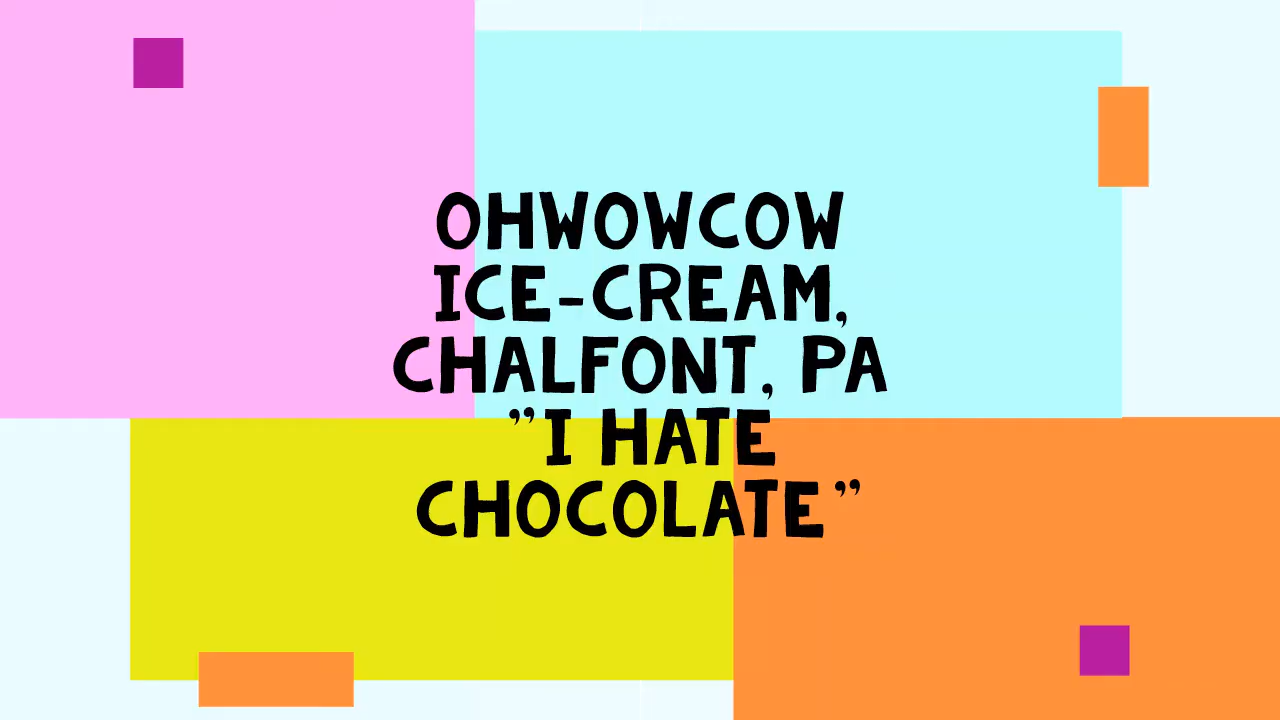 OHWOWCOW
ICE-CREAM,
CHALFONT, PA
”I HATE
CHOCOLATE”